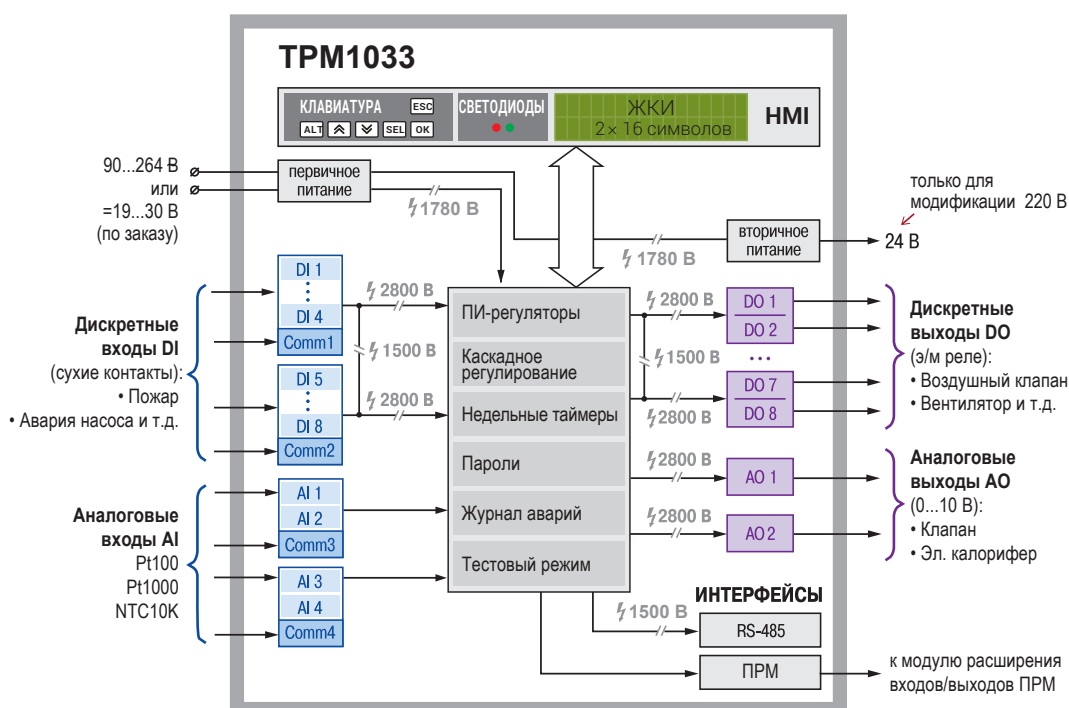 ТРМ1033
КЛАВИАТУРА
ESC
ALT
SEL
OK
СВЕТОДИОДЫ
ЖКИ
2× 16 символов
HMI
90...264 В
или
=19...30 В
(по заказу)
первичное
питание
1780 В
вторичное
питание
1780 В
только для
модификации 220 В
24 В
Дискретные
входы DI
(сухие контакты):
• Пожар
• Авария насоса и т.д.
DI 1
DI 4
Comm1
DI 5
DI 8
Comm2
2800 В
1500 В
2800 В
Аналоговые
входы AI
Pt100
Pt1000
NTC10K
AI 1
AI 2
Comm3
AI 3
AI 4
Comm4
ПИ-регуляторы
Каскадное
регулирование
Недельные таймеры
Пароли
Журнал аварий
Тестовый режим
2800 В
1500 В
2800 В
DO 1
DO 2
...
DO 7
DO 8
Дискретные
выходы DO
(э/м реле):
• Воздушный клапан
• Вентилятор и т.д.
2800 В
AO 1
2800 В
AO 2
Аналоговые
выходы AO
(0...10 В):
• Клапан
• Эл. калорифер
ИНТЕРФЕЙСЫ
1500 В
RS-485
ПРМ
к модулю расширения
входов/выходов ПРМ